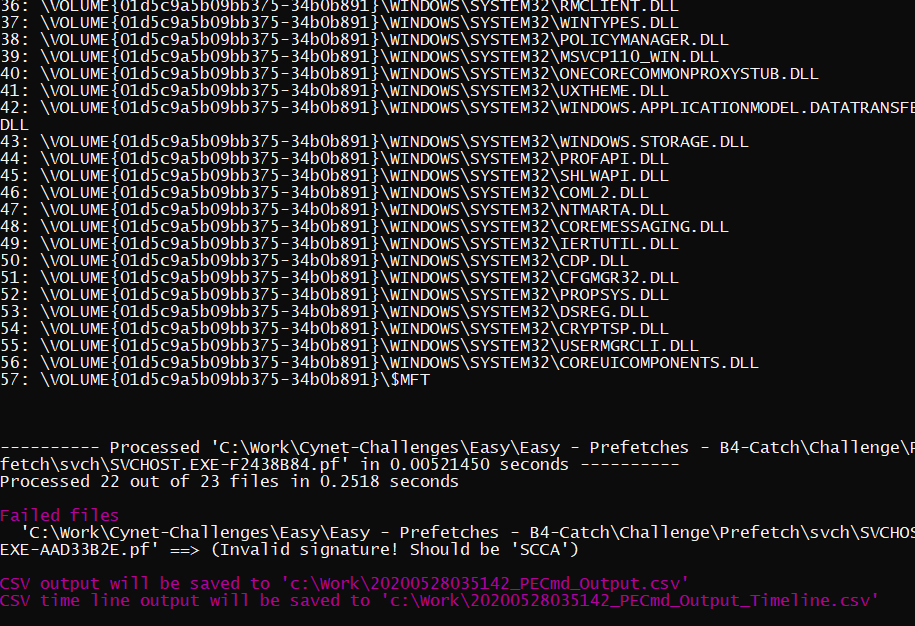 36: \VOLUME{01d5c9a5b09bb375-34b0b891}\WINDOWS\SYSTEM32\RMCLIENT.DLL
37: \VOLUME{01d5c9a5b09bb375-34b0b891}\WINDOWS\SYSTEM32\WINTYPES.DLL
38: \VOLUME{01d5c9a5b09bb375-34b0b891}\WINDOWS\SYSTEM32\POLICYMANAGER.DLL
39: \VOLUME{01d5c9a5b09bb375-34b0b891}\WINDOWS\SYSTEM32\MSVCP110_WIN.DLL
40: \VOLUME{01d5c9a5b09bb375-34b0b891}\WINDOWS\SYSTEM32\ONECORECOMMONPROXYSTUB.DLL
41: \VOLUME{01d5c9a5b09bb375-34b0b891}\WINDOWS\SYSTEM32\UXTHEME.DLL
42: \VOLUME{01d5c9a5b09bb375-34b0b891}\WINDOWS\SYSTEM32\WINDOWS.APPLICATIONMODEL.DATATRANSFE
DLL
43: \VOLUME{01d5c9a5b09bb375-34b0b891}\WINDOWS\SYSTEM32\WINDOWS.STORAGE.DLL
44: \VOLUME{01d5c9a5b09bb375-34b0b891}\WINDOWS\SYSTEM32\PROFAPI.DLL
45: \VOLUME{01d5c9a5b09bb375-34b0b891}\WINDOWS\SYSTEM32\SHLWAPI.DLL
46: \VOLUME{01d5c9a5b09bb375-34b0b891}\WINDOWS\SYSTEM32\COML2.DLL
47: \VOLUME{01d5c9a5b09bb375-34b0b891}\WINDOWS\SYSTEM32\NTMARTA.DLL
48: \VOLUME{01d5c9a5b09bb375-34b0b891}\WINDOWS\SYSTEM32\COREMESSAGING.DLL
49: \VOLUME{01d5c9a5b09bb375-34b0b891}\WINDOWS\SYSTEM32\IERTUTIL.DLL
50: \VOLUME{01d5c9a5b09bb375-34b0b891}\WINDOWS\SYSTEM32\CDP.DLL
51: \VOLUME{01d5c9a5b09bb375-34b0b891}\WINDOWS\SYSTEM32\CFGMGR32.DLL
52: \VOLUME{01d5c9a5b09bb375-34b0b891}\WINDOWS\SYSTEM32\PROPSYS.DLL
53: \VOLUME{01d5c9a5b09bb375-34b0b891}\WINDOWS\SYSTEM32\DSREG.DLL
54: \VOLUME{01d5c9a5b09bb375-34b0b891}\WINDOWS\SYSTEM32\CRYPTSP.DLL
55: \VOLUME{01d5c9a5b09bb375-34b0b891}\WINDOWS\SYSTEM32\USERMGRCLI.DLL
56: \VOLUME{01d5c9a5b09bb375-34b0b891}\WINDOWS\SYSTEM32\COREUICOMPONENTS.DLL
57: \VOLUME{01d5c9a5b09bb375-34b0b891}\$MFT
---------- Processed 'C:\Work\Cynet-Challenges\Easy\Easy - Prefetches - B4-Catch\Challenge\P
fetch\svch\SVCHOST.EXE-F2438B84.pf' in 0.00521450 seconds ----------
Processed 22 out of 23 files in 0.2518 seconds
Failed files
'C:\Work\Cynet-Challenges\Easy\Easy - Prefetches - B4-Catch\Challenge\Prefetch\svch\SVCHOS
EXE-AAD33B2E.pf' ==> (Invalid signature! Should be 'SCCA')
CSV output will be saved to 'c:\Work\20200528035142_PECmd_Output.csv'
CSV time line output will be saved to 'c:\Work\20200528035142_PECmd_Output_Timeline.csv'